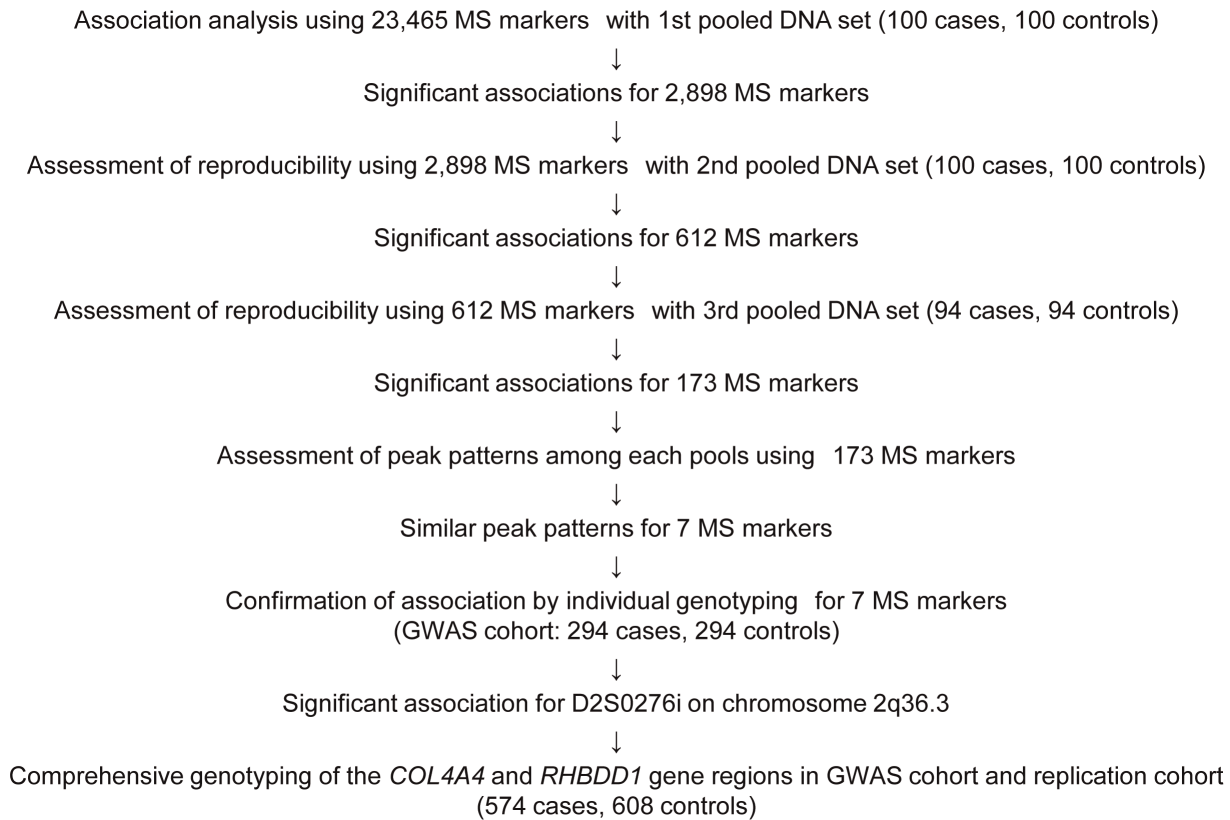 Association analysis using 23,465 MS markers with 1st pooled DNA set (100 cases, 100 controls)
↓
Significant associations for 2,898 MS markers
↓
Assessment of reproducibility using 2,898 MS markers with 2nd pooled DNA set (100 cases, 100 controls)
↓
Significant associations for 612 MS markers
↓
Assessment of reproducibility using 612 MS markers with 3rd pooled DNA set (94 cases, 94 controls)
↓
Significant associations for 173 MS markers
↓
Assessment of peak patterns among each pools using 173 MS markers
↓
Similar peak patterns for 7 MS markers
↓
Confirmation of association by individual genotyping for 7 MS markers
(GWAS cohort: 294 cases, 294 controls)
↓
Significant association for D2S0276i on chromosome 2q36.3
↓
Comprehensive genotyping of the COL4A4 and RHBDD1 gene regions in GWAS cohort and replication cohort
(574 cases, 608 controls)